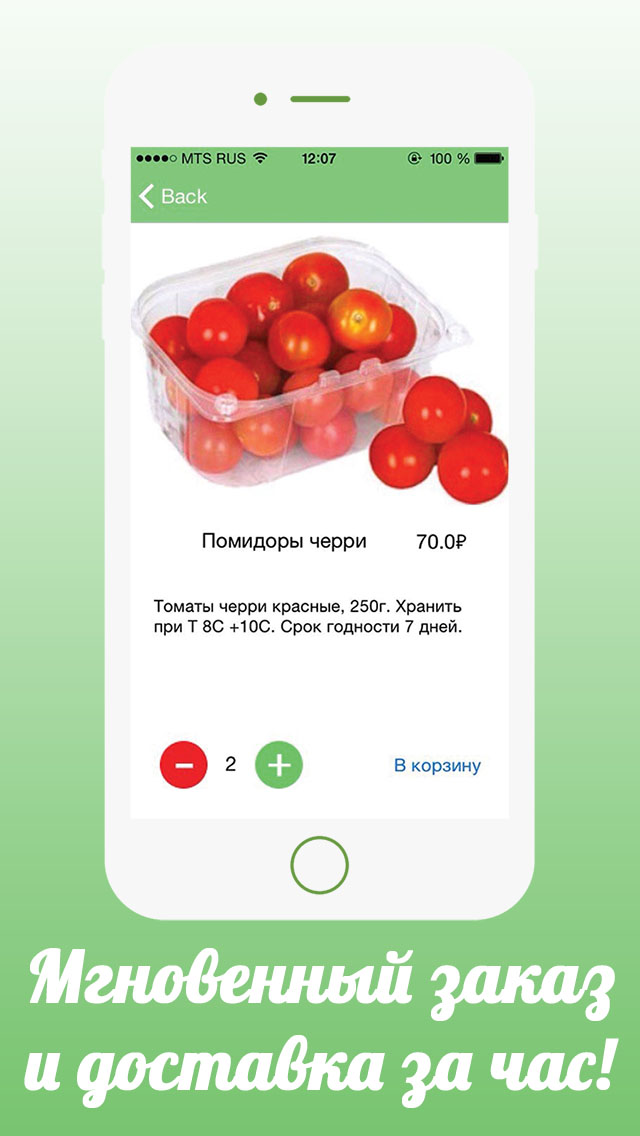 MTS RUS 12:07 100 %
Back
Помидоры черри 70.0₽
Томаты черри красные, 250г. Хранить
при Т 8С +10С. Срок годности 7 дней.
2 В корзину
Мгновенный заказ
и доставка за час!